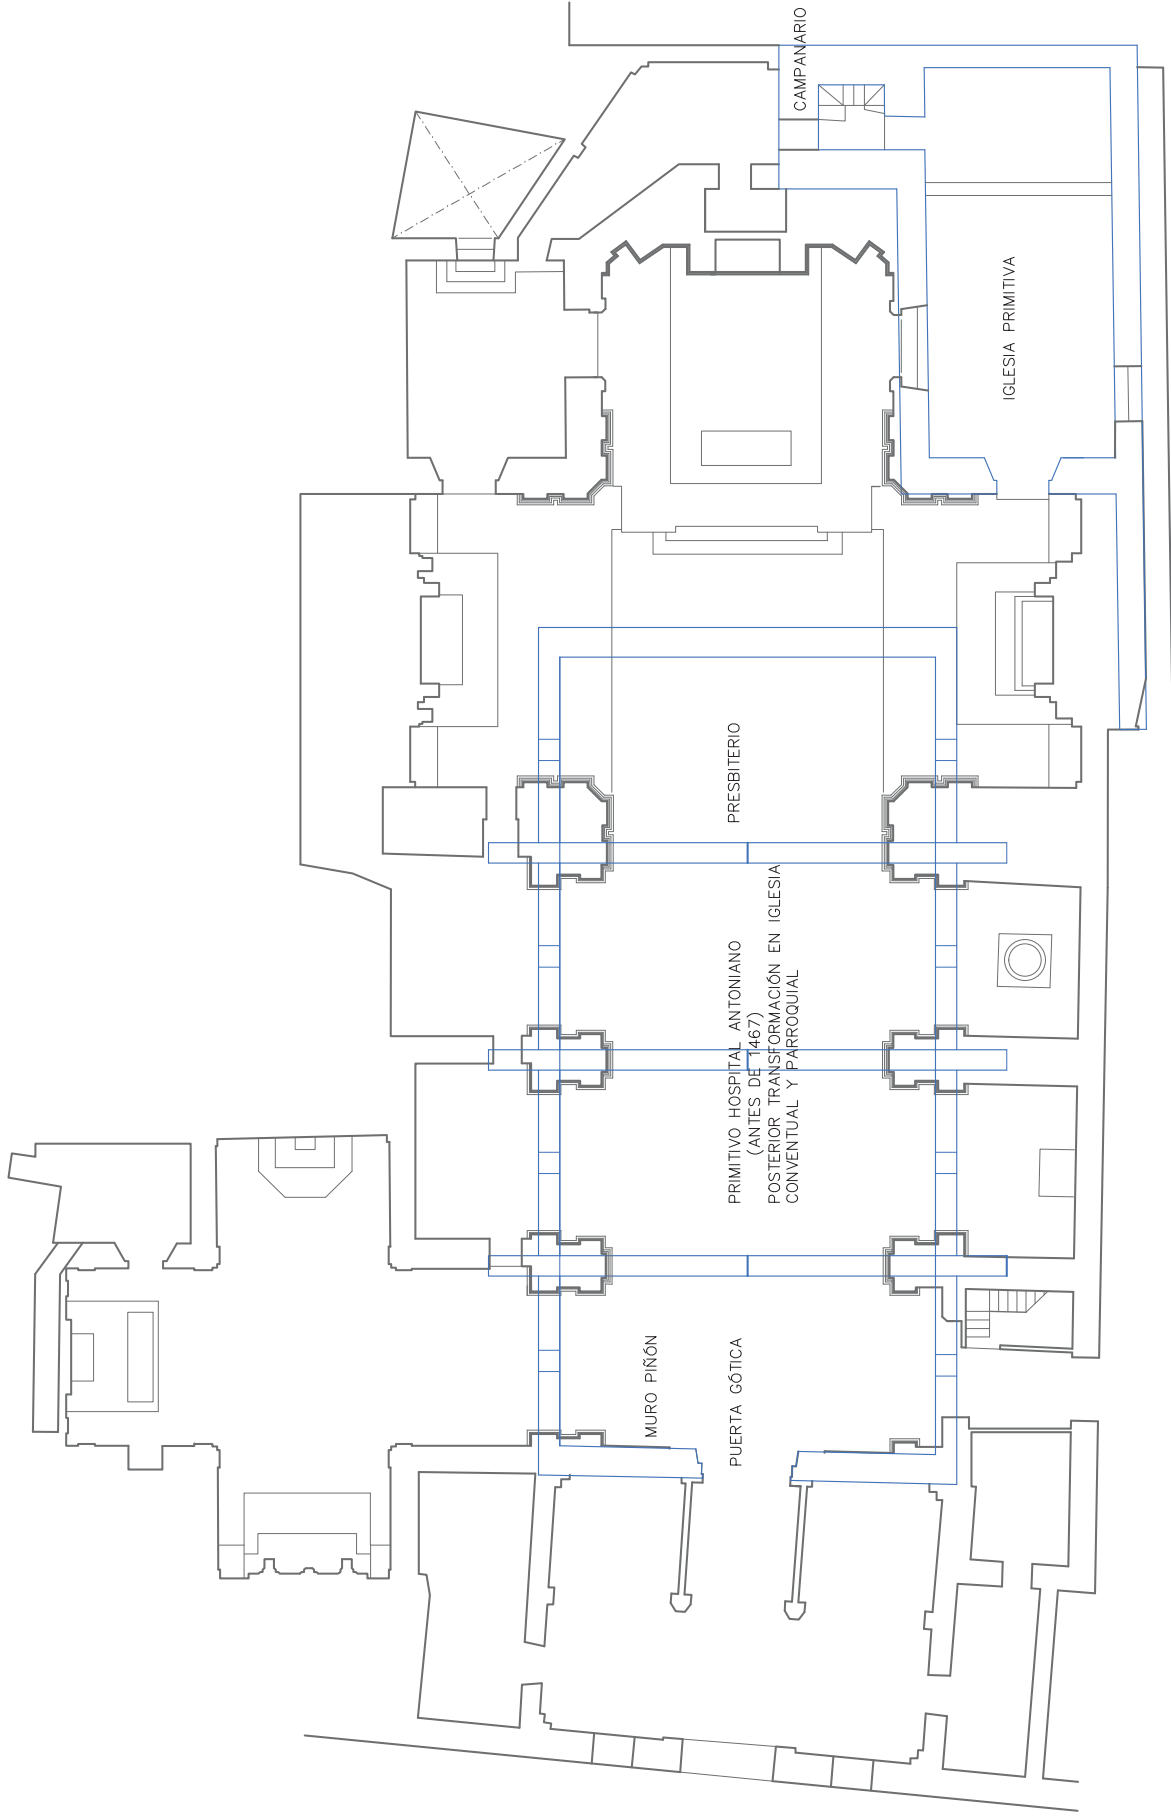 CAMPANARIO
IGLESIA PRIMITIVA
PRESBITERIO
PRIMITIVO HOSPITAL ANTONIANO
(ANTES DE 1467)
POSTERIOR TRANSFORMACIÓN EN IGLESIA
CONVENTUAL Y PARROQUIAL
MURO PIÑÓN
PUERTA GÓTICA